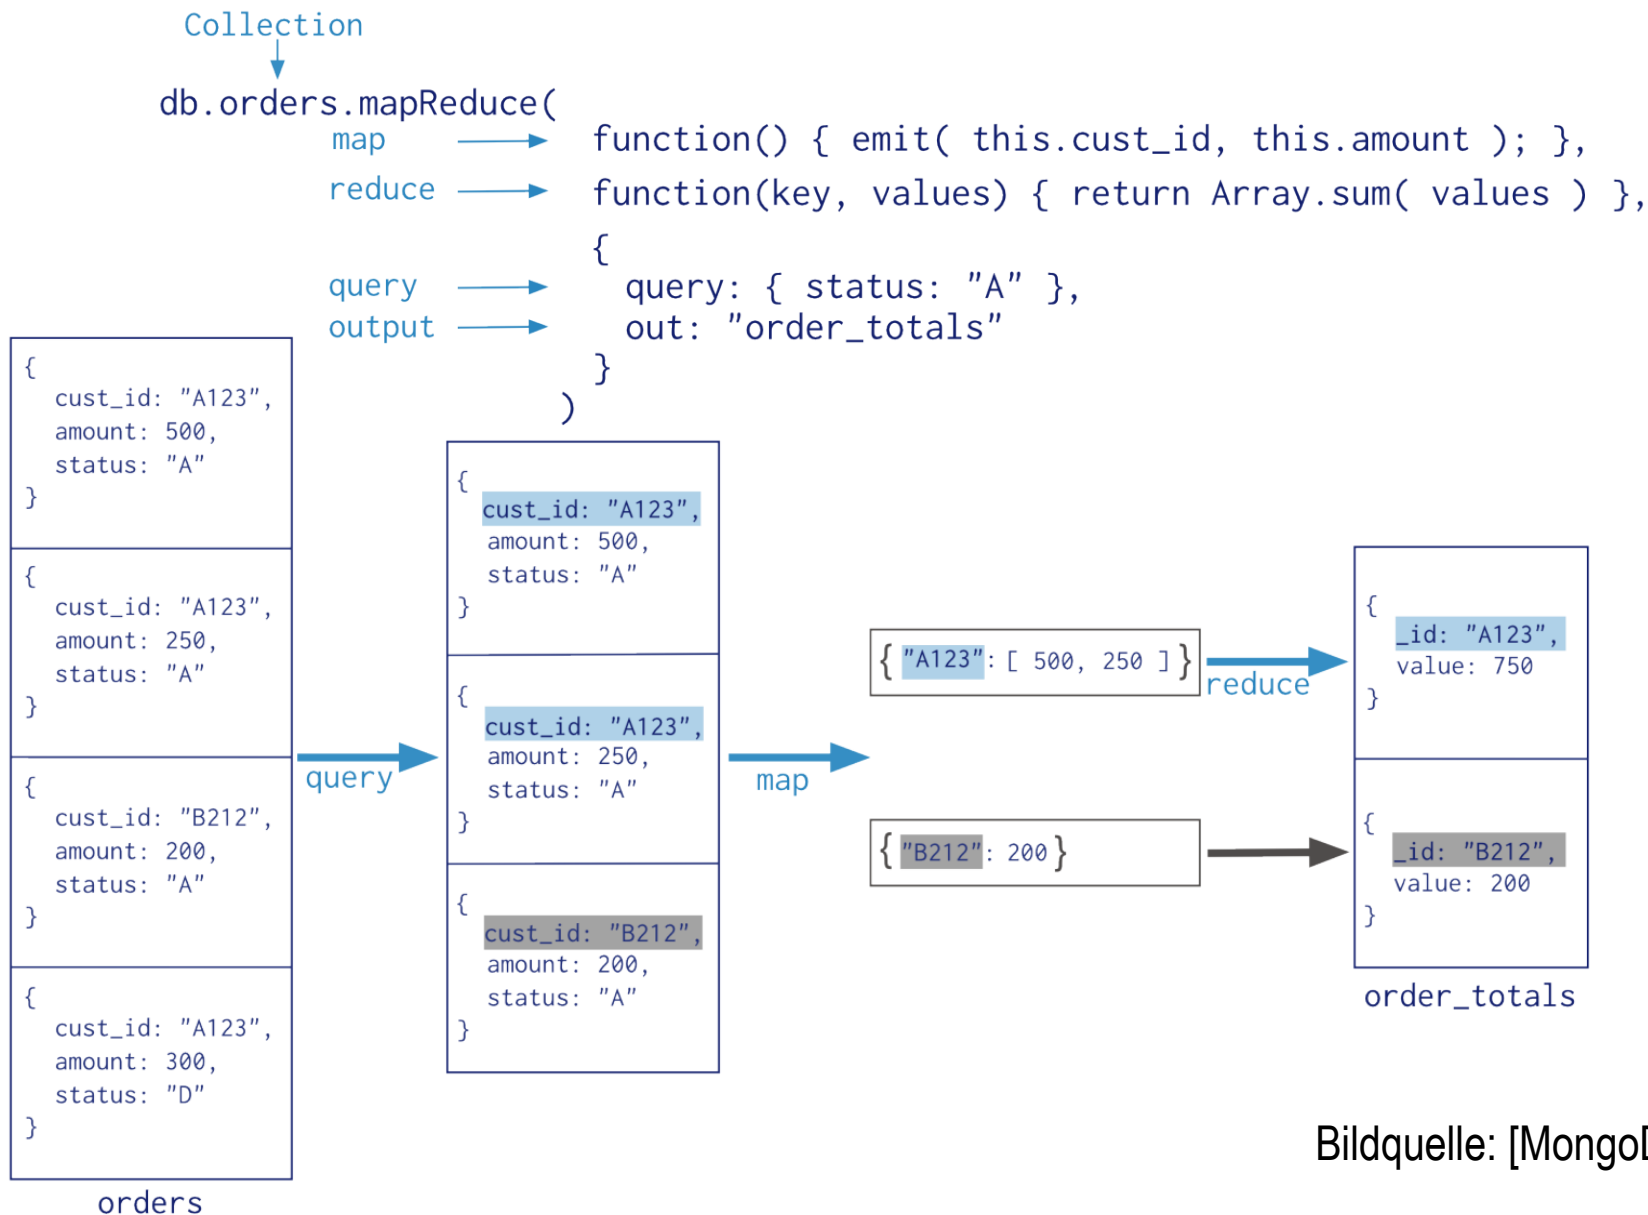 Collection
db.orders.mapReduce(
map function() { emit( this.cust_id, this.amount ); },
reduce function(key, values) { return Array.sum( values ) },
{
query query: { status: "A" },
output out: "order_totals"
}
)
{
cust_id: "A123",
amount: 500,
status: "A"
}
{
cust_id: "A123",
amount: 250,
status: "A"
}
{
cust_id: "B212",
amount: 200,
status: "A"
}
{
cust_id: "A123",
amount: 300,
status: "D"
}
orders
query
{
cust_id: "A123",
amount: 500,
status: "A"
}
{
cust_id: "A123",
amount: 250,
status: "A"
}
{
cust_id: "B212",
amount: 200,
status: "A"
}
map
{ "A123": [ 500, 250 ] }
reduce
{ "B212": 200 }
{
_id: "A123",
value: 750
}
{
_id: "B212",
value: 200
}
order_totals
Bildquelle: [Mongo